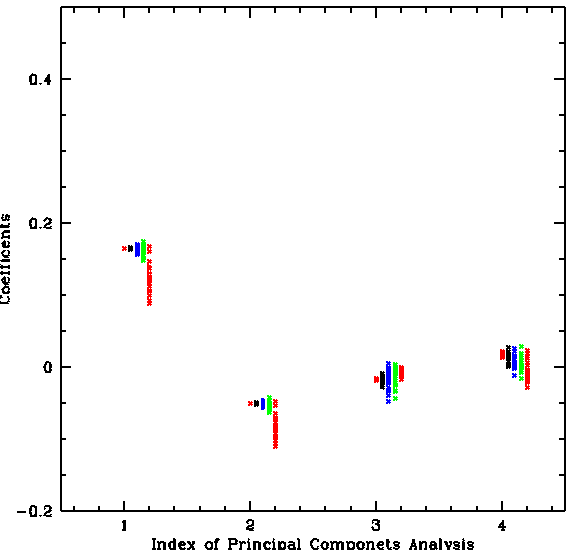 0.4
0.2
0
-0.2
Coefficents
1 2 3 4
Index of Principal Componets Analysis